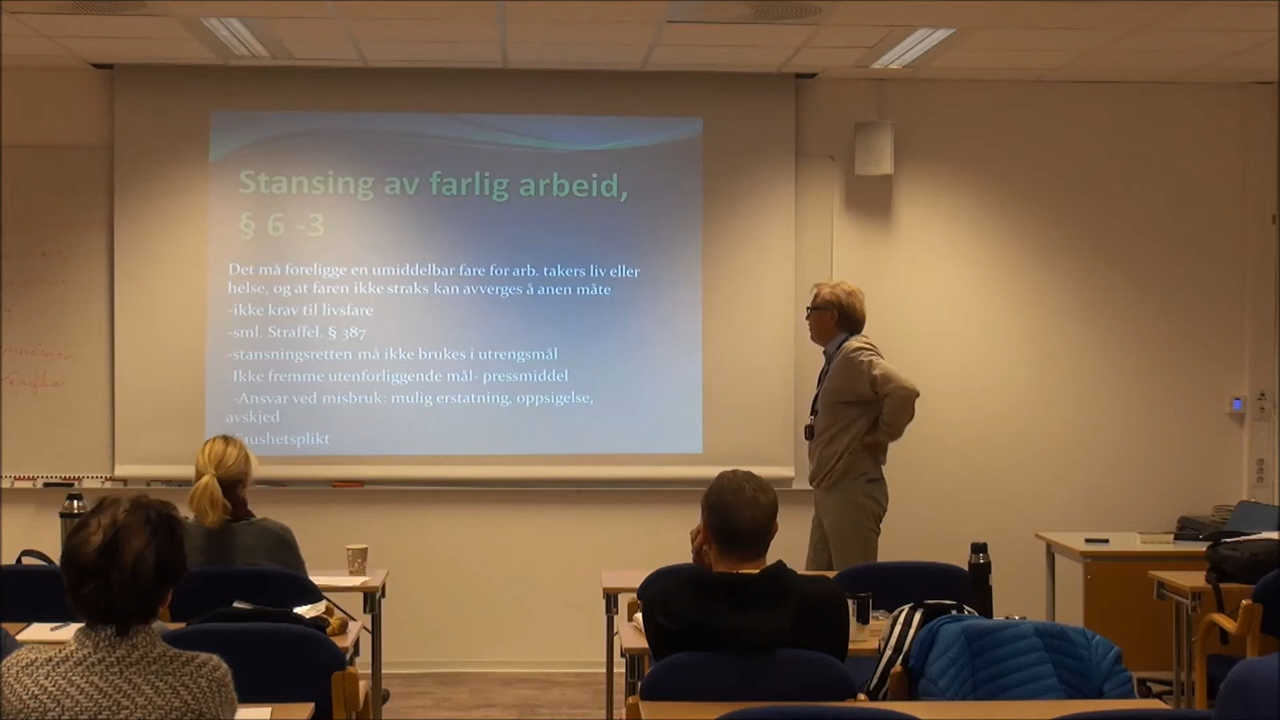 Stansing av farlig arbeid,
§ 6 -3
Det må foreligge en umiddelbar fare for arb. takers liv eller
helse, og at faren ikke straks kan avverges å anen måte
-ikke krav til livsfare
-sml. Straffel. § 387
-stansningsretten må ikke brukes i utrengsmål
Ikke fremme utenforliggende mål- pressmiddel
-Ansvar ved misbruk: mulig erstatning, oppsigelse,
avskjed
Taushetsplikt